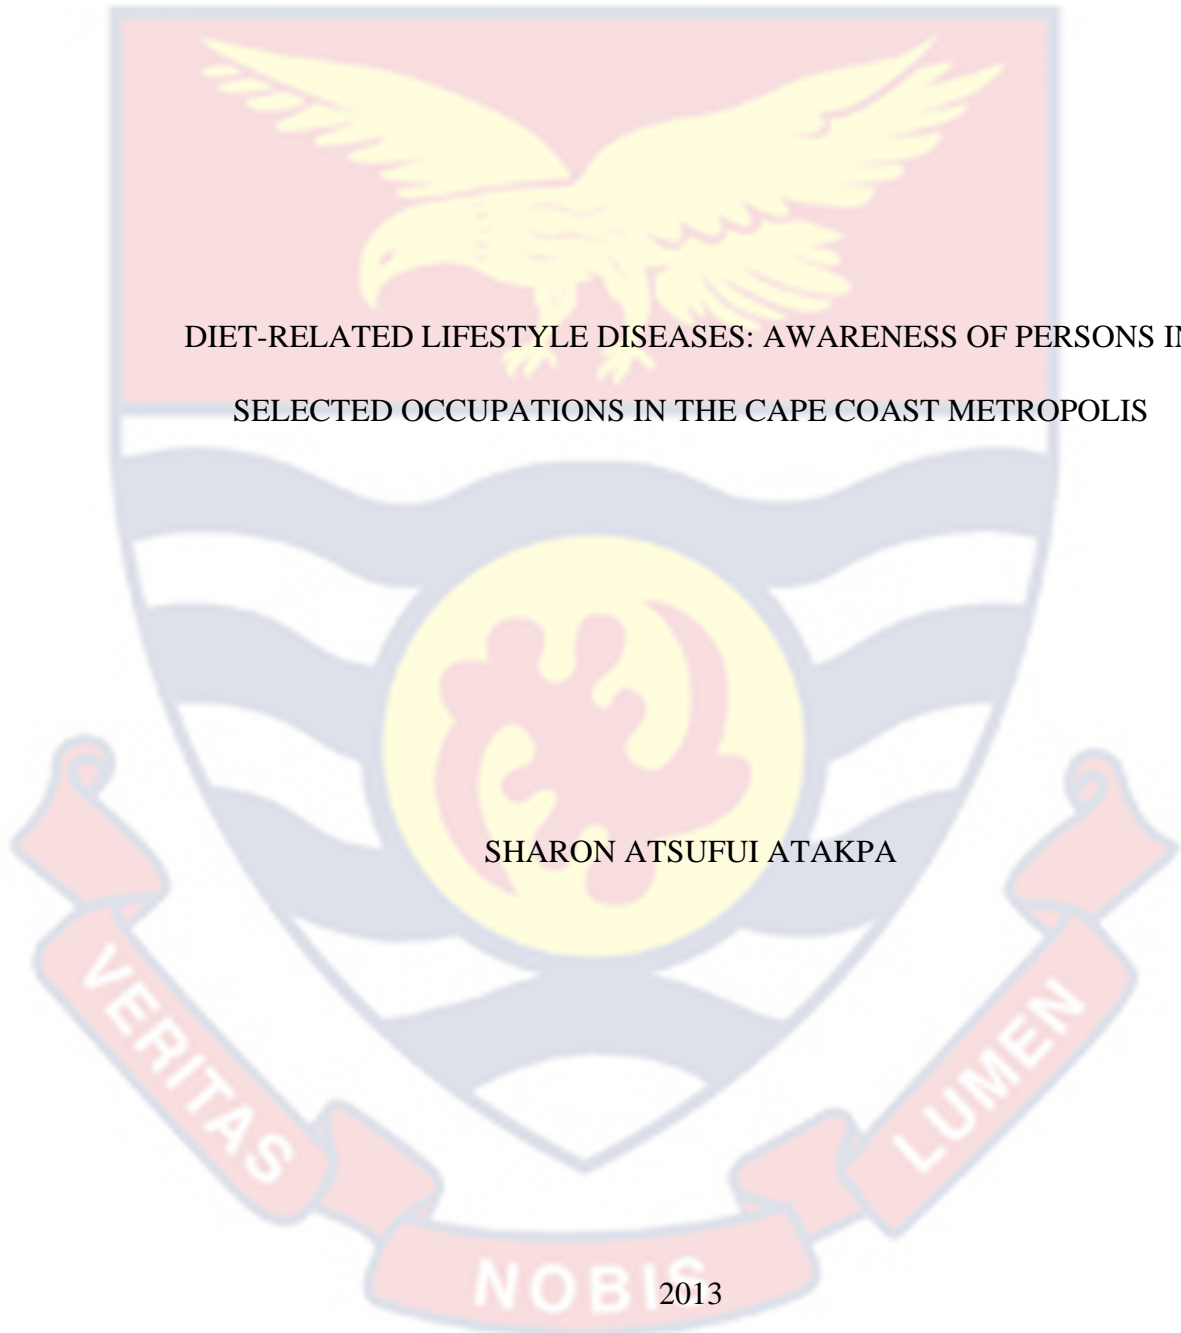 DIET-RELATED LIFESTYLE DISEASES: AWARENESS OF PERSONS IN
SELECTED OCCUPATIONS IN THE CAPE COAST METROPOLIS
SHARON ATSUFUI ATAKPA
VERITAS
NOBIS
LUMEN
2013